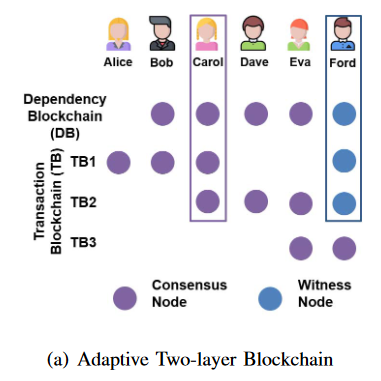 Alice Bob Carol Dave Eva Ford
Dependency
Blockchain
(DB)
Transaction
Blockchain (TB)
TB1
TB2
TB3
Consensus
Node
Witness
Node
(a) Adaptive Two-layer Blockchain